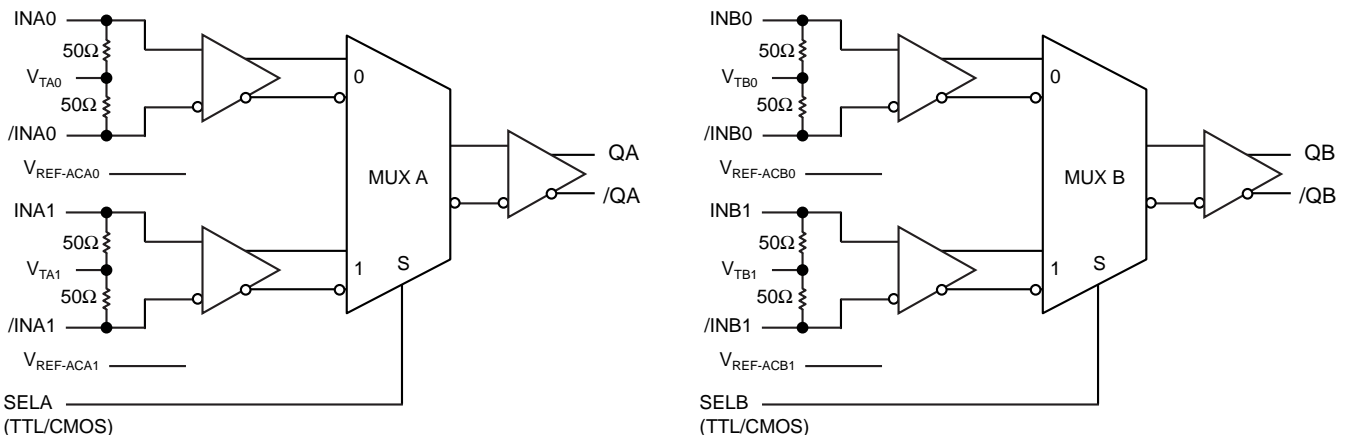 INA0
50Ω
VTA0
50Ω
/INA0
VREF-ACA0
INA1
50Ω
VTA1
50Ω
/INA1
VREF-ACA1
SELA
(TTL/CMOS)
0
MUX A
1
S
QA
/QA
INB0
50Ω
VTB0
50Ω
/INB0
VREF-ACB0
INB1
50Ω
VTB1
50Ω
/INB1
VREF-ACB1
SELB
(TTL/CMOS)
0
MUX B
1
S
QB
/QB